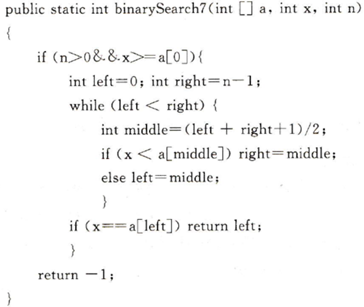 public static int binarySearch7(int [] a, int x, int n)
{
if (n>0&&x>=a[0]){
int left=0; int right=n-1;
while (left < right) {
int middle=(left + right+1)/2;
if (x < a[middle]) right=middle;
else left=middle;
}
if (x==a[left]) return left;
}
return -1;
}